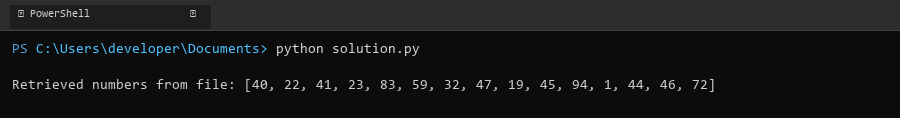 PowerShell
PS C:\Users\developer\Documents> python solution.py
Retrieved numbers from file: [40, 22, 41, 23, 83, 59, 32, 47, 19, 45, 94, 1, 44, 46, 72]